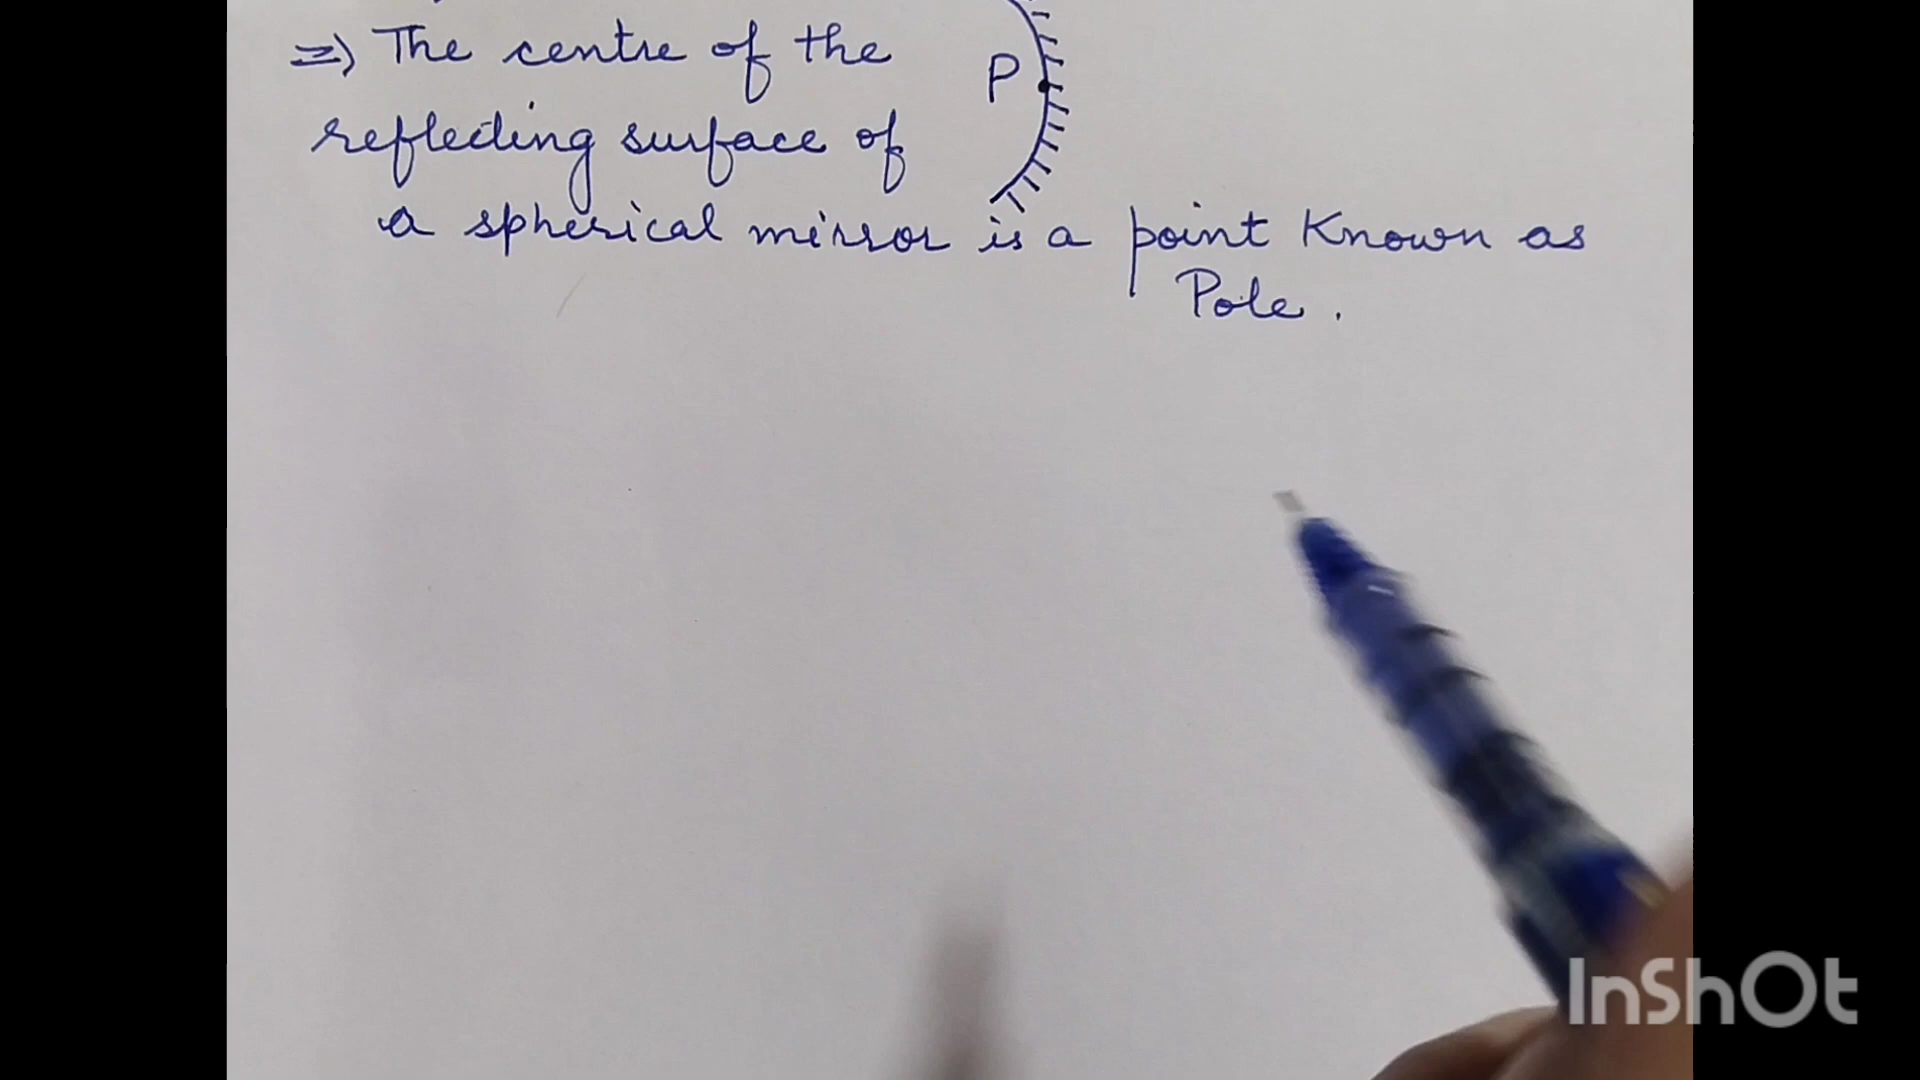 =) The centre of the
P
reflecting surface of
a spherical mirror is a point known as
Pole.
InShOt